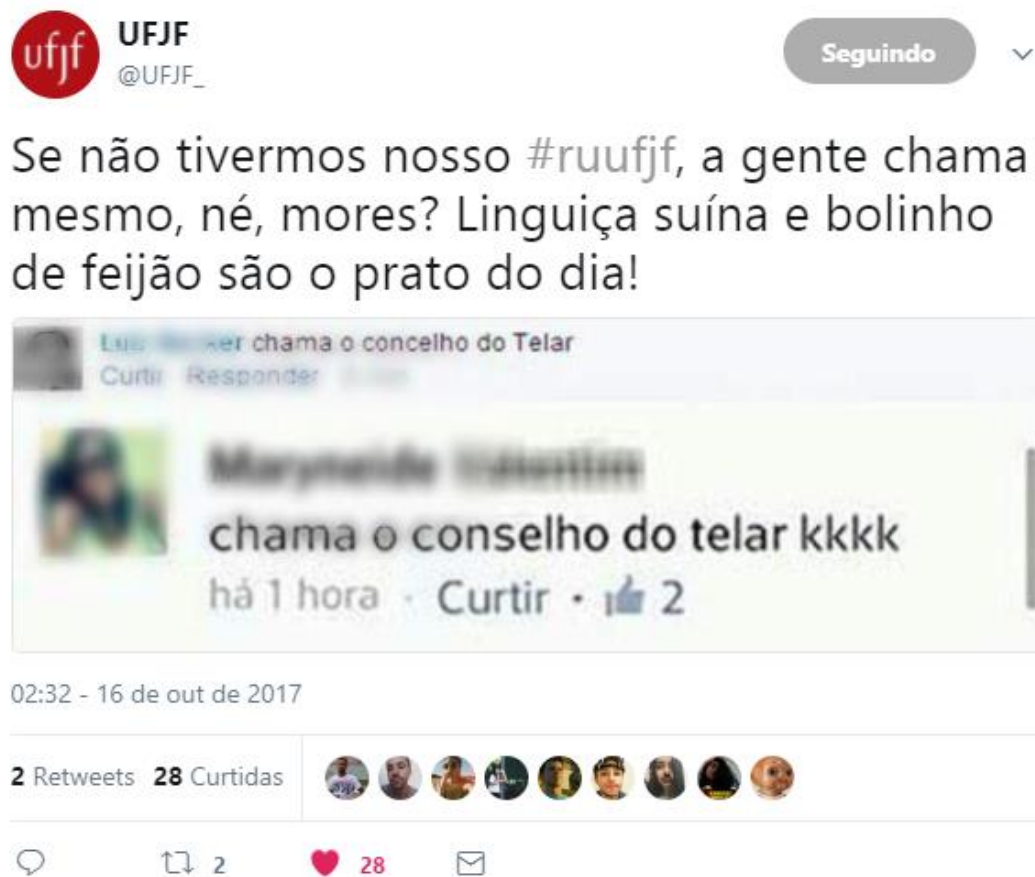 ufjf
UFJF
@UFJF_
Seguindo
Se não tivermos nosso #ruufjf, a gente chama
mesmo, né, mores? Linguiça suína e bolinho
de feijão são o prato do dia!
chama o concelho do Telar
Curtir Responder
Maryneide
chama o conselho do telar kkkk
há 1 hora · Curtir · 2
02:32 - 16 de out de 2017
2 Retweets 28 Curtidas
2 28